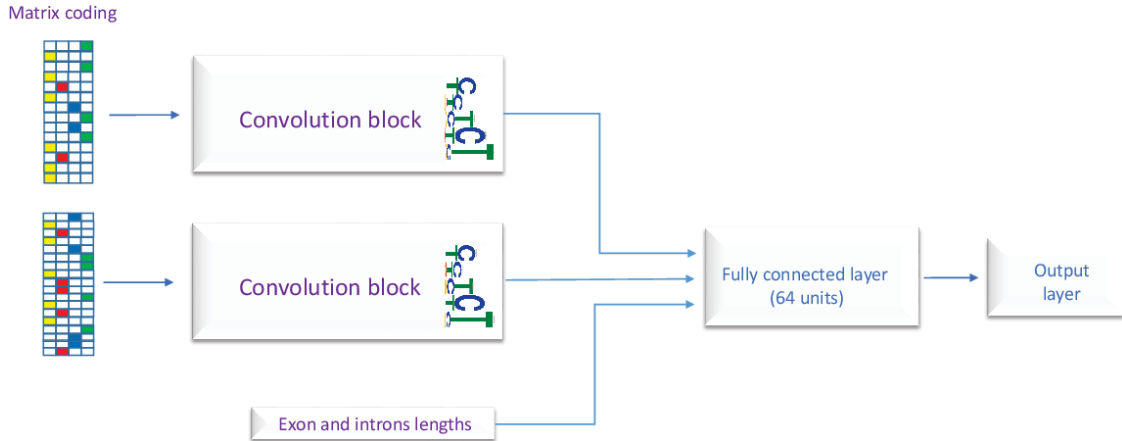 Matrix coding
Convolution block
Convolution block
Fully connected layer
(64 units)
Output
layer
Exon and introns lengths